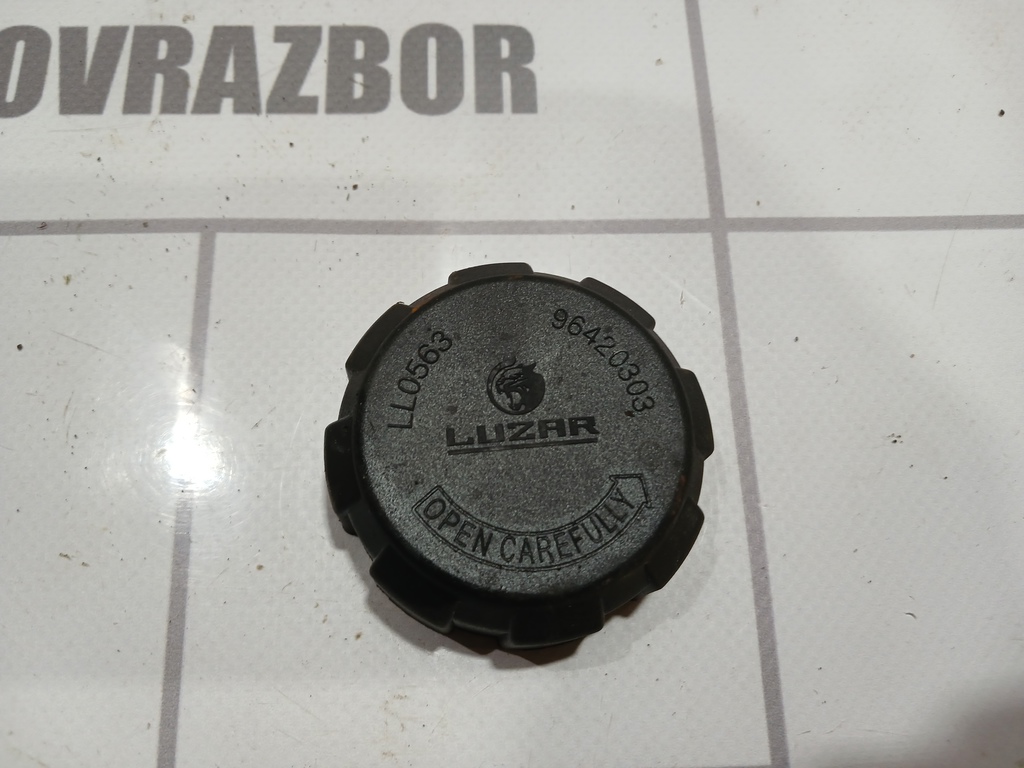 OVRAZBOR
LL0563
96420303
LUZAR
OPEN CAREFULLY